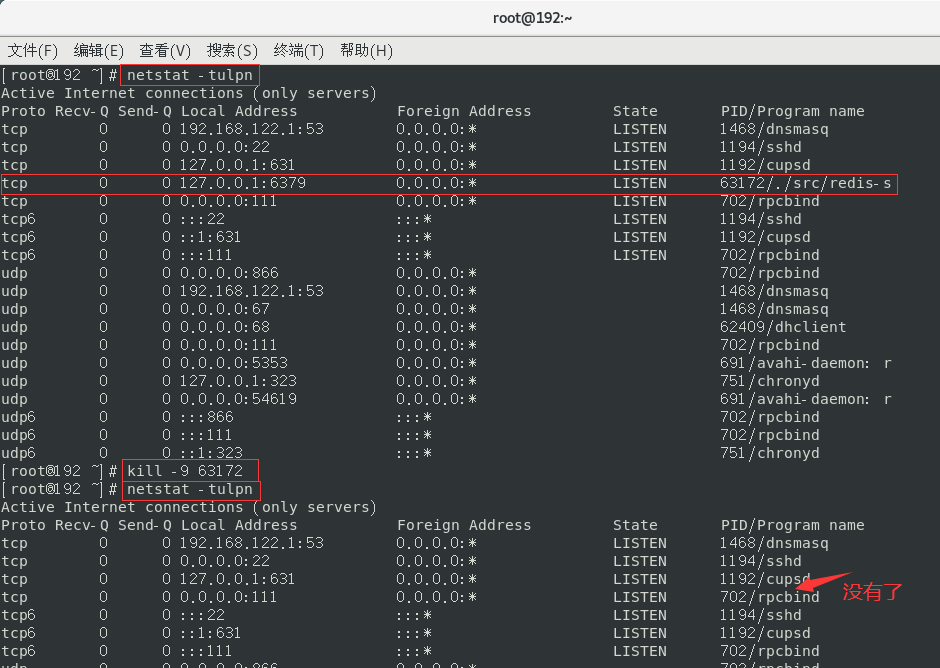 root@192:~
文件(F) 编辑(E) 查看(V) 搜索(S) 终端(T) 帮助(H)
[root@192 ~]# netstat -tulpn
Active Internet connections (only servers)
Proto Recv-Q Send-Q Local Address Foreign Address State PID/Program name
tcp 0 0 192.168.122.1:53 0.0.0.0:* LISTEN 1468/dnsmasq
tcp 0 0 0.0.0.0:22 0.0.0.0:* LISTEN 1194/sshd
tcp 0 0 127.0.0.1:631 0.0.0.0:* LISTEN 1192/cupsd
tcp 0 0 127.0.0.1:6379 0.0.0.0:* LISTEN 63172/./src/redis-s
tcp 0 0 0.0.0.0:111 0.0.0.0:* LISTEN 702/rpcbind
tcp6 0 0 :::22 :::* LISTEN 1194/sshd
tcp6 0 0 ::1:631 :::* LISTEN 1192/cupsd
tcp6 0 0 :::111 :::* LISTEN 702/rpcbind
udp 0 0 0.0.0.0:866 0.0.0.0:* 702/rpcbind
udp 0 0 192.168.122.1:53 0.0.0.0:* 1468/dnsmasq
udp 0 0 0.0.0.0:67 0.0.0.0:* 1468/dnsmasq
udp 0 0 0.0.0.0:68 0.0.0.0:* 62409/dhclient
udp 0 0 0.0.0.0:111 0.0.0.0:* 702/rpcbind
udp 0 0 0.0.0.0:5353 0.0.0.0:* 691/avahi-daemon: r
udp 0 0 127.0.0.1:323 0.0.0.0:* 751/chronyd
udp 0 0 0.0.0.0:54619 0.0.0.0:* 691/avahi-daemon: r
udp6 0 0 :::866 :::* 702/rpcbind
udp6 0 0 :::111 :::* 702/rpcbind
udp6 0 0 ::1:323 :::* 751/chronyd
[root@192 ~]# kill -9 63172
[root@192 ~]# netstat -tulpn
Active Internet connections (only servers)
Proto Recv-Q Send-Q Local Address Foreign Address State PID/Program name
tcp 0 0 192.168.122.1:53 0.0.0.0:* LISTEN 1468/dnsmasq
tcp 0 0 0.0.0.0:22 0.0.0.0:* LISTEN 1194/sshd
tcp 0 0 127.0.0.1:631 0.0.0.0:* LISTEN 1192/cupsd
tcp 0 0 0.0.0.0:111 0.0.0.0:* LISTEN 702/rpcbind
没有了
tcp6 0 0 :::22 :::* LISTEN 1194/sshd
tcp6 0 0 ::1:631 :::* LISTEN 1192/cupsd
tcp6 0 0 :::111 :::* LISTEN 702/rpcbind
udp 0 0 0.0.0.0:866 0.0.0.0:* 702/rpcbind